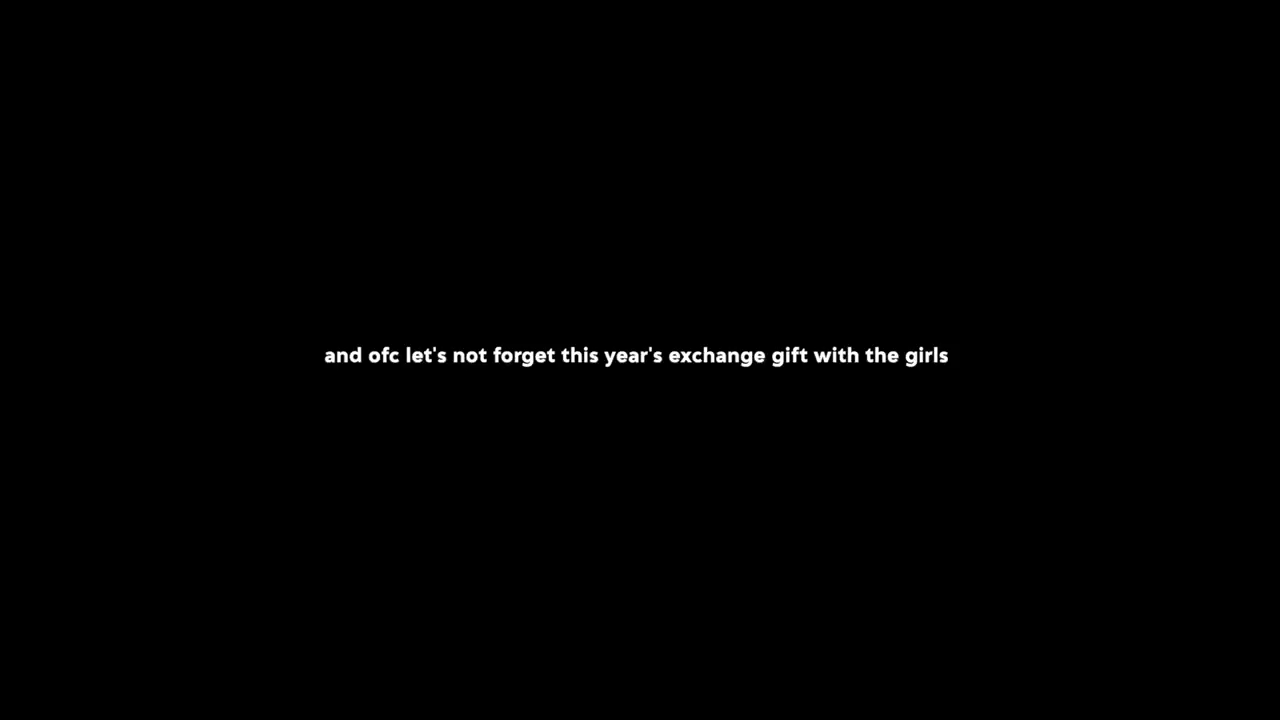 and ofc let's not forget this year's exchange gift with the girls